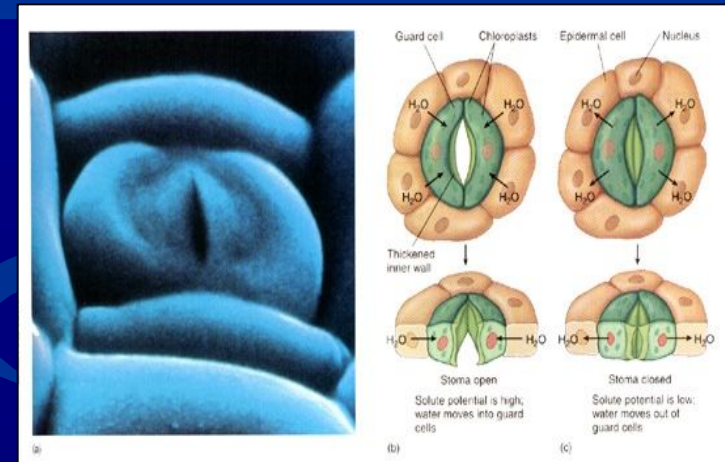 Guard cell
Chloroplasts
H₂O
H₂O
H₂O
H₂O
Thickened
inner wall
H₂O
H₂O
Stoma open
Solute potential is high;
water moves into guard
cells
(b)
Epidermal cell
Nucleus
H₂O
H₂O
H₂O
H₂O
H₂O
H₂O
Stoma closed
Solute potential is low;
water moves out of
guard cells
(c)
(a)